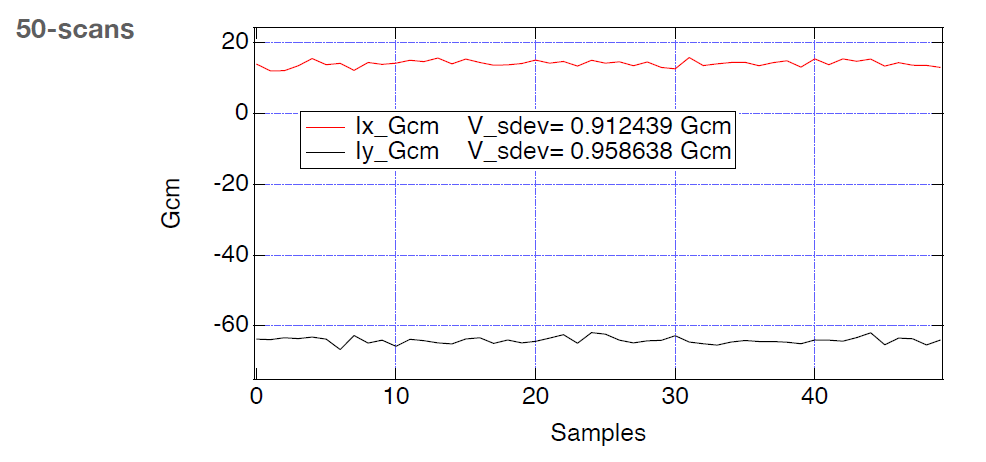 50-scans
20
0
-20
-40
-60
Gcm
Ix_Gcm V_sdev= 0.912439 Gcm
Iy_Gcm V_sdev= 0.958638 Gcm
0 10 20 30 40
Samples